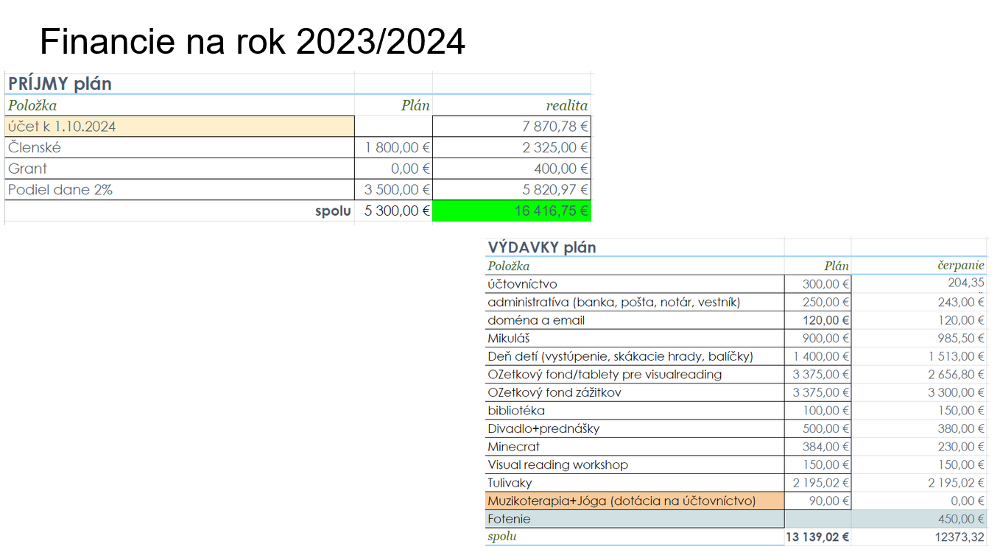 Financie na rok 2023/2024
PRÍJMY plán
Položka Plán realita
účet k 1.10.2024 7 870,78 €
Členské 1 800,00 € 2 325,00 €
Grant 0,00 € 400,00 €
Podiel dane 2% 3 500,00 € 5 820,97 €
spolu 5 300,00 € 16 416,75 €
VÝDAVKY plán
Položka Plán čerpanie
účtovníctvo 300,00 € 204,35
administratíva (banka, pošta, notár, vestník) 250,00 € 243,00 €
doména a email 120,00 € 120,00 €
Mikuláš 900,00 € 985,50 €
Deň detí (vystúpenie, skákacie hrady, balíčky) 1 400,00 € 1 513,00 €
OZetkový fond/tablety pre visualreading 3 375,00 € 2 656,80 €
OZetkový fond zážitkov 3 375,00 € 3 300,00 €
bibliotéka 100,00 € 150,00 €
Divadlo+prednášky 500,00 € 380,00 €
Minecrat 384,00 € 230,00 €
Visual reading workshop 150,00 € 150,00 €
Tulivaky 2 195,02 € 2 195,02 €
Muzikoterapia+Jóga (dotácia na účtovníctvo) 90,00 € 0,00 €
Fotenie 450,00 €
spolu 13 139,02 € 12373,32